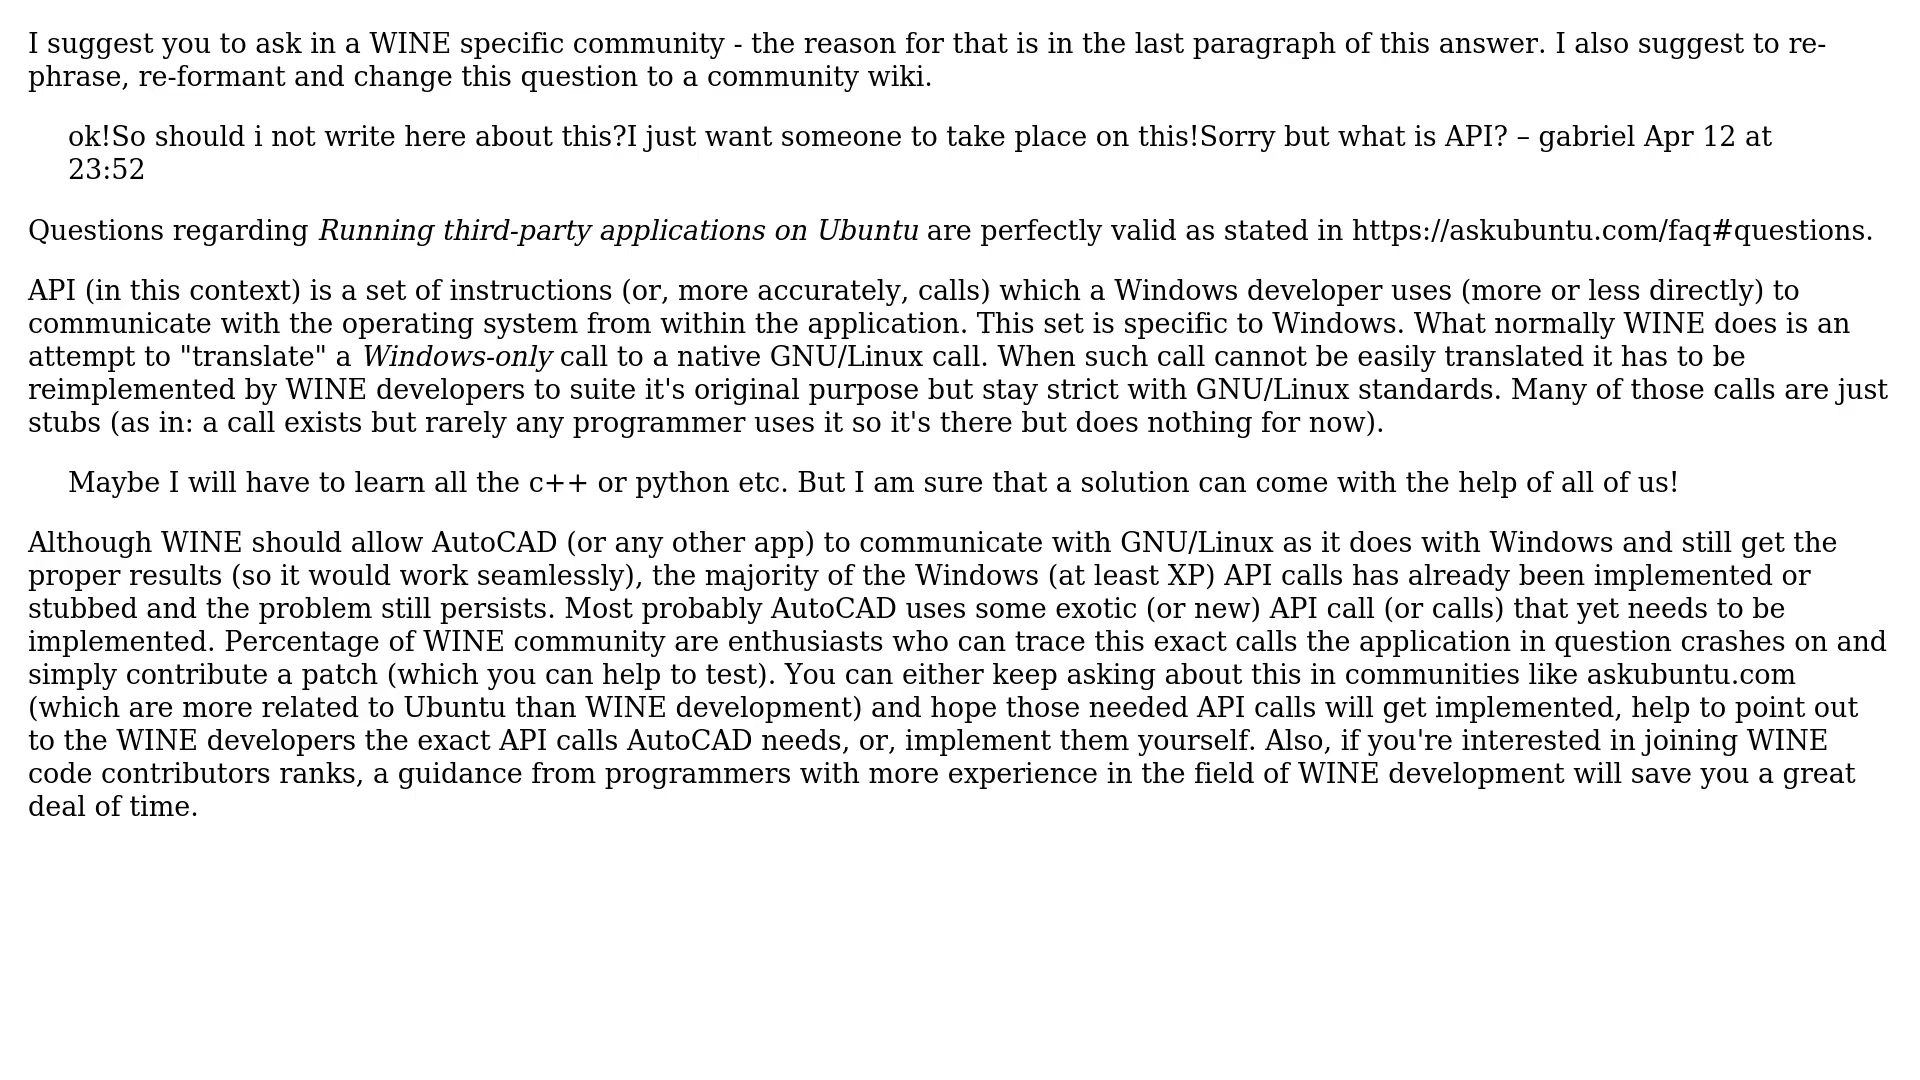 I suggest you to ask in a WINE specific community - the reason for that is in the last paragraph of this answer. I also suggest to re-
phrase, re-formant and change this question to a community wiki.
ok!So should i not write here about this?I just want someone to take place on this!Sorry but what is API? – gabriel Apr 12 at
23:52
Questions regarding Running third-party applications on Ubuntu are perfectly valid as stated in https://askubuntu.com/faq#questions.
API (in this context) is a set of instructions (or, more accurately, calls) which a Windows developer uses (more or less directly) to
communicate with the operating system from within the application. This set is specific to Windows. What normally WINE does is an
attempt to "translate" a Windows-only call to a native GNU/Linux call. When such call cannot be easily translated it has to be
reimplemented by WINE developers to suite it's original purpose but stay strict with GNU/Linux standards. Many of those calls are just
stubs (as in: a call exists but rarely any programmer uses it so it's there but does nothing for now).
Maybe I will have to learn all the c++ or python etc. But I am sure that a solution can come with the help of all of us!
Although WINE should allow AutoCAD (or any other app) to communicate with GNU/Linux as it does with Windows and still get the
proper results (so it would work seamlessly), the majority of the Windows (at least XP) API calls has already been implemented or
stubbed and the problem still persists. Most probably AutoCAD uses some exotic (or new) API call (or calls) that yet needs to be
implemented. Percentage of WINE community are enthusiasts who can trace this exact calls the application in question crashes on and
simply contribute a patch (which you can help to test). You can either keep asking about this in communities like askubuntu.com
(which are more related to Ubuntu than WINE development) and hope those needed API calls will get implemented, help to point out
to the WINE developers the exact API calls AutoCAD needs, or, implement them yourself. Also, if you're interested in joining WINE
code contributors ranks, a guidance from programmers with more experience in the field of WINE development will save you a great
deal of time.